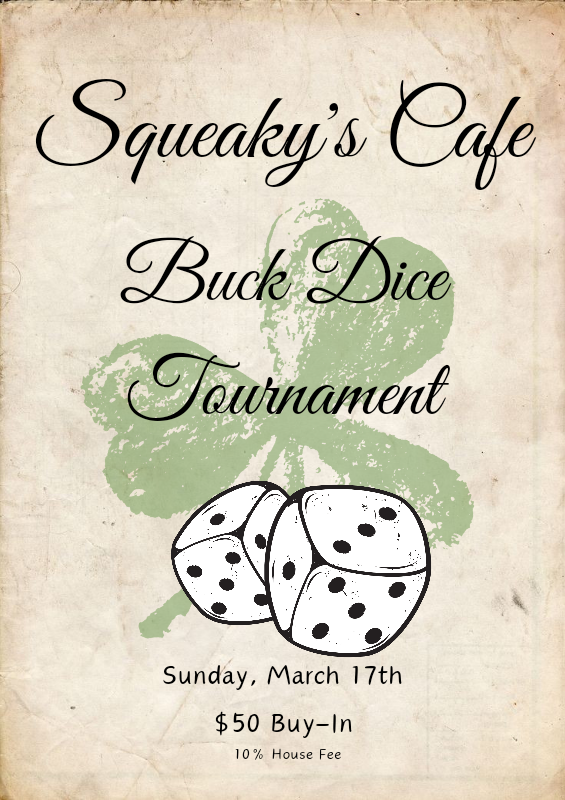 Squeaky's Cafe
Buck Dice
Tournament
Sunday, March 17th
$50 Buy-In
10% House Fee